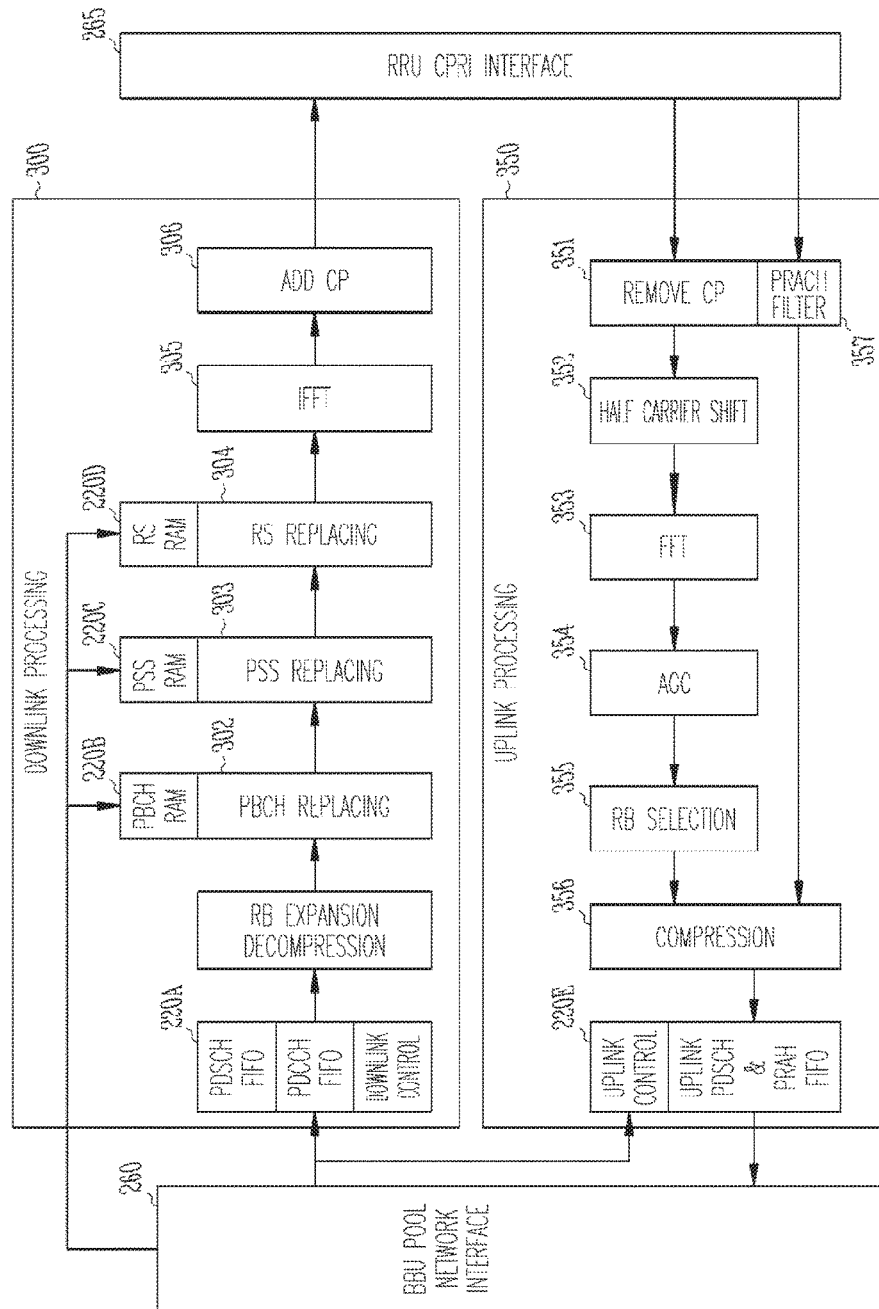 265
RRU CPRI INTERFACE
300
DOWNLINK PROCESSING
306
ADD CP
305
IFFT
220D
RS
RAM
304
RS REPLACING
220C
PSS
RAM
303
PSS REPLACING
220B
PBCH
RAM
302
PBCH REPLACING
RB EXPANSION
DECOMPRESSION
220A
PDSCH
FIFO
PDCCH
FIFO
DOWNLINK
CONTROL
350
UPLINK PROCESSING
351
REMOVE CP
PRACH
FILTER
357
352
HALF CARRIER SHIFT
353
FFT
354
AGC
355
RB SELECTION
356
COMPRESSION
220E
UPLINK
CONTROL
UPLINK
PDSCH
&
PRAH
FIFO
260
BBU POOL
NETWORK
INTERFACE